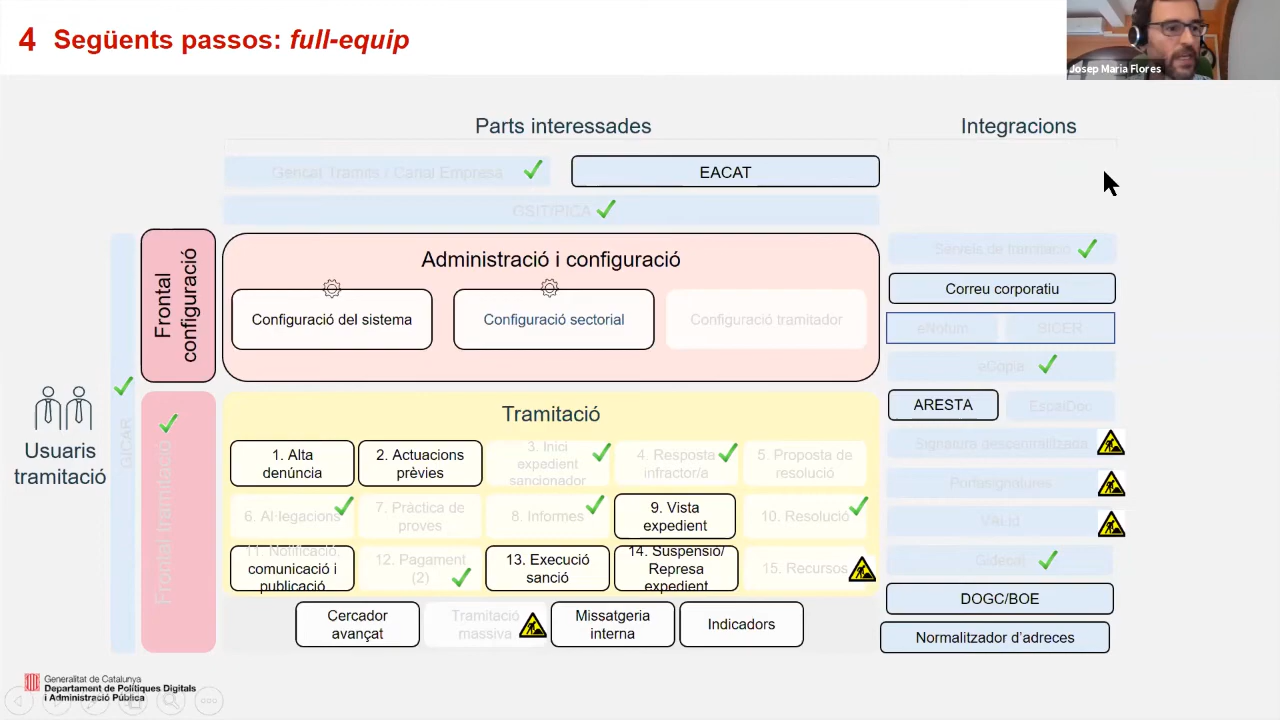 4 Següents passos: full-equip
Josep Maria Flores
Parts interessades
Integracions
Gencat Tràmits / Canal Empresa
EACAT
GSIT/PICA
Frontal
configuració
Administració i configuració
Configuració del sistema
Configuració sectorial
Configuració tramitador
Serveis de tramitació
Correu corporatiu
eNotum
SICER
eCopia
ARESTA
EspaiDoc
Signatura descentralitzada
Portasignatures
VALId
DOGC/BOE
Normalitzador d'adreces
Usuaris
tramitació
GICAR
Frontal tramitació
Tramitació
1. Alta
denúncia
2. Actuacions
prèvies
3. Inici
expedient
sancionador
4. Resposta
infractor/a
5. Proposta de
resolució
6. Al·legacions
7. Pràctica de
proves
8. Informes
9. Vista
expedient
10. Resolució
11. Notificació,
comunicació i
publicació
12. Pagament
(2)
13. Execució
sanció
14. Suspensió/
Represa
expedient
15. Recursos
Cercador
avançat
Tramitació
massiva
Missatgeria
interna
Indicadors
Generalitat de Catalunya
Departament de Polítiques Digitals
i Administració Pública